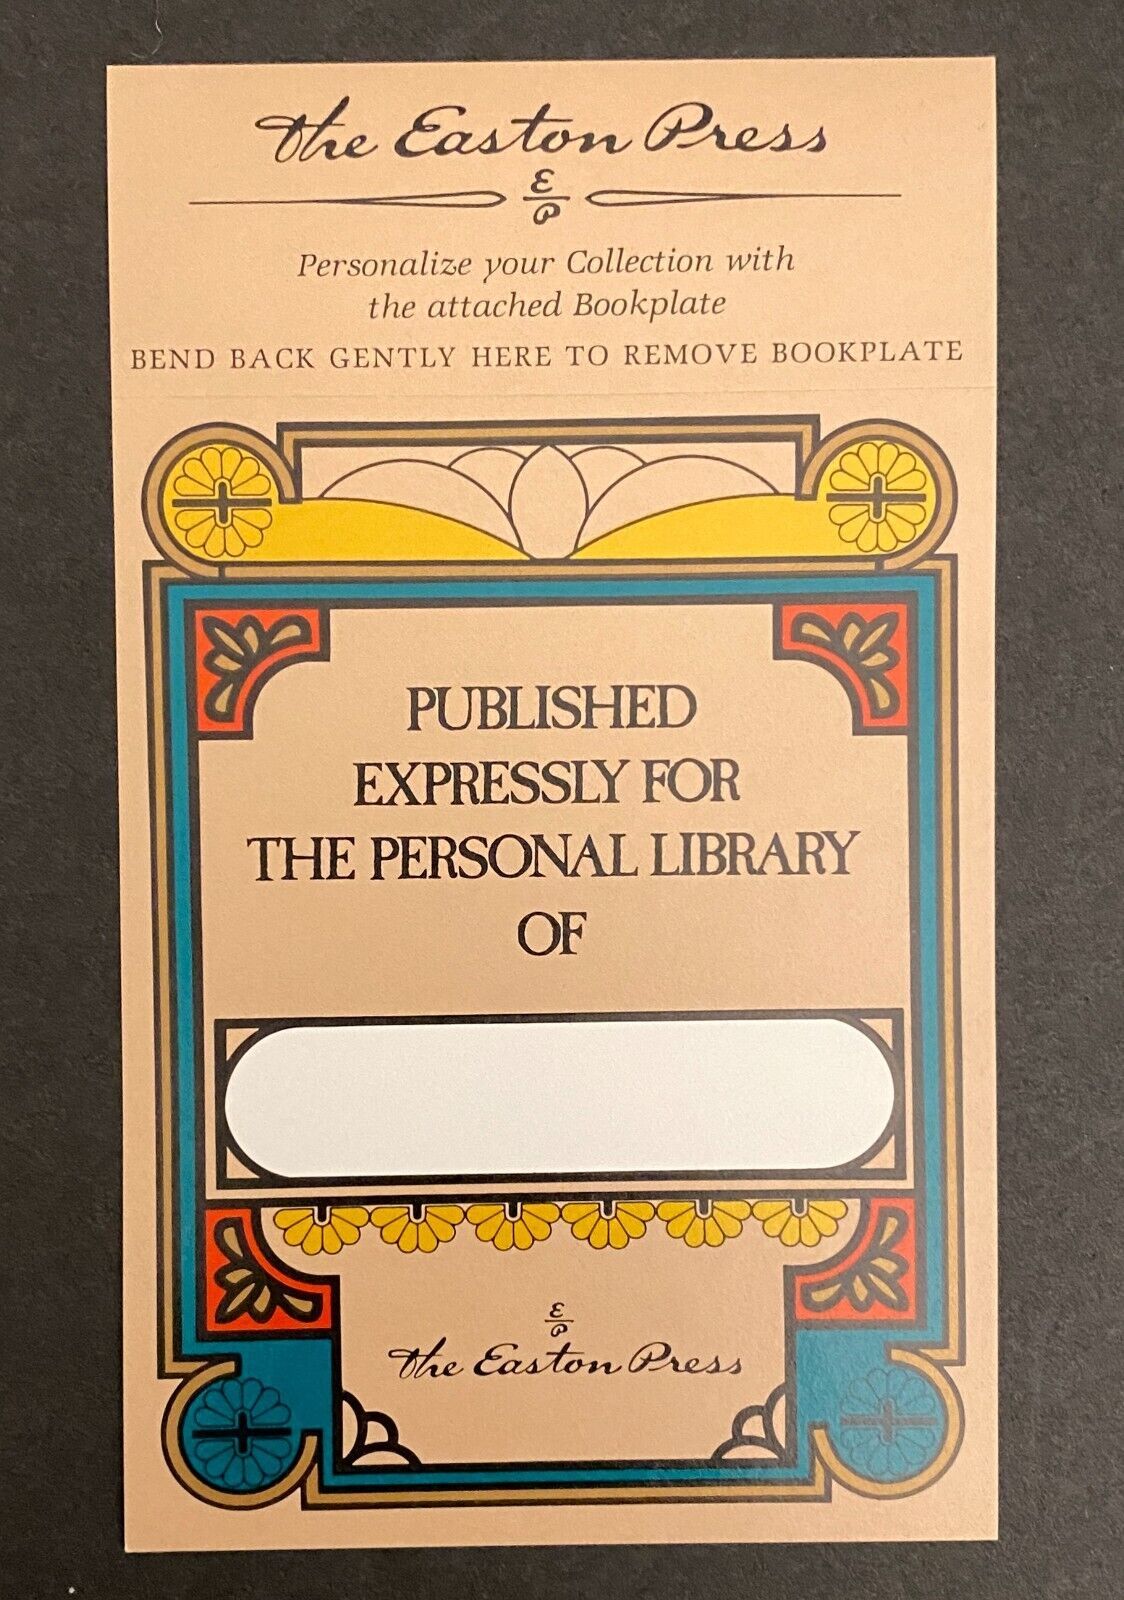 The Easton Press
E
P
Personalize your Collection with
the attached Bookplate
BEND BACK GENTLY HERE TO REMOVE BOOKPLATE
PUBLISHED
EXPRESSLY FOR
THE PERSONAL LIBRARY
OF
E
P
The Easton Press